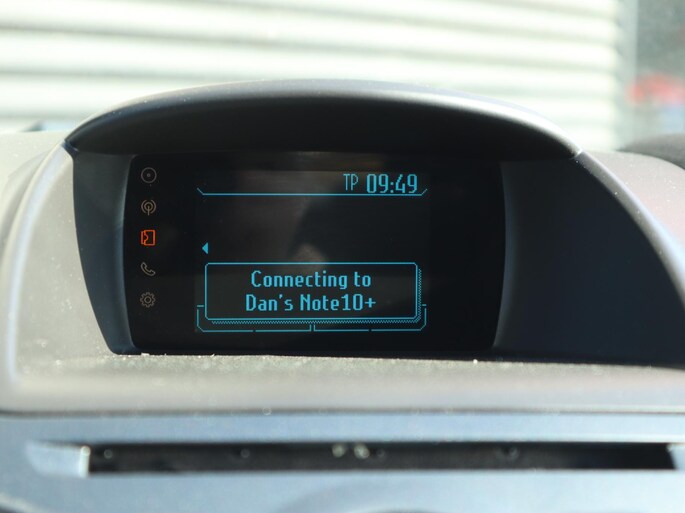 TP 09:49
Connecting to
Dan's Note10+